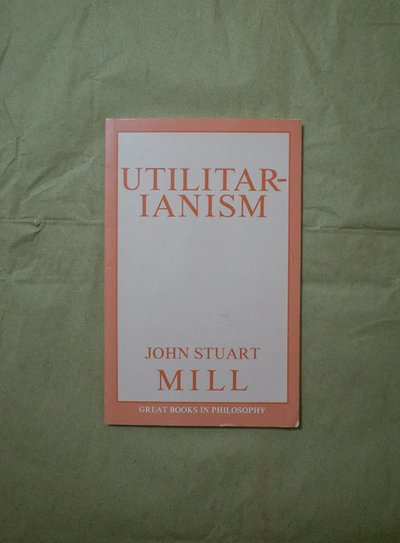 UTILITAR-
IANISM
JOHN STUART
MILL
GREAT BOOKS IN PHILOSOPHY